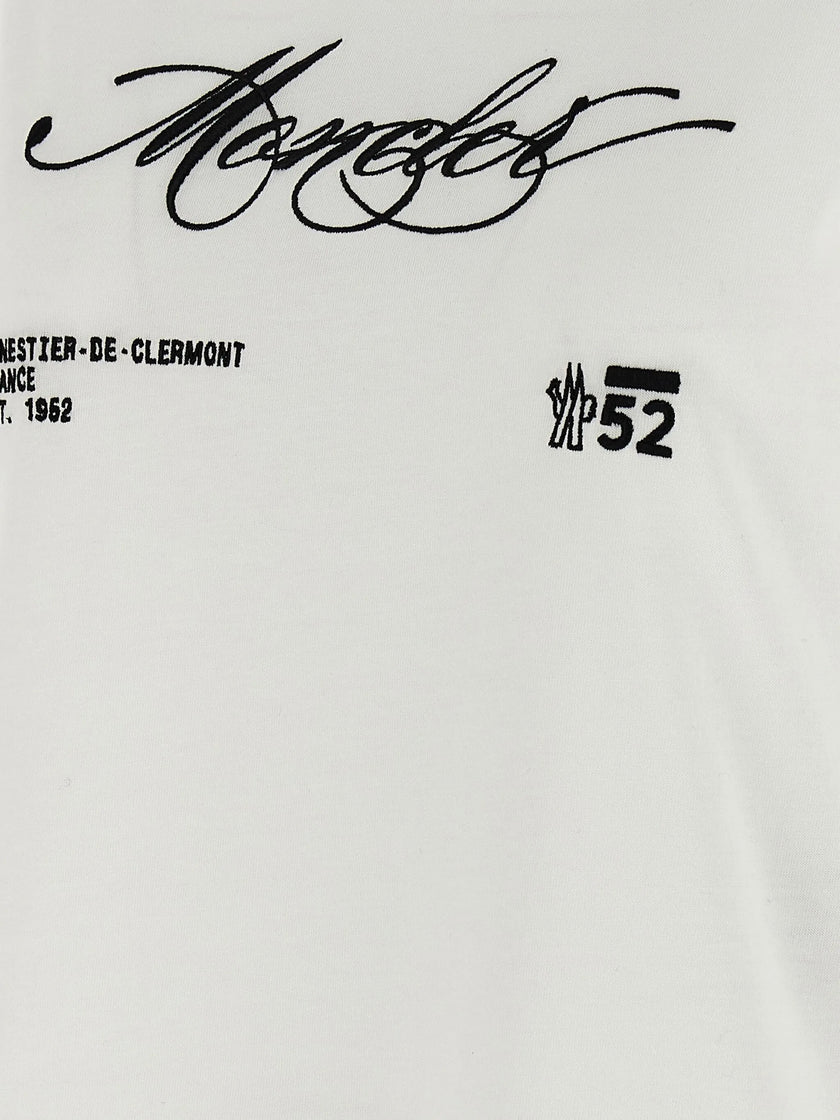 Moncler
NESTIER-DE-CLERMONT
ANCE
T. 1952
52